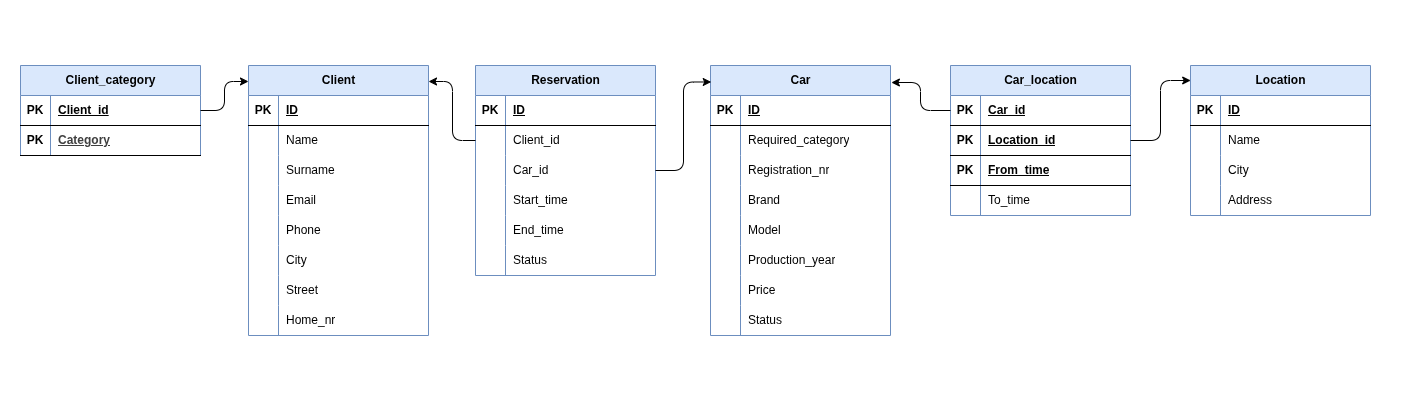 Client_category
PK Client_id
PK Category
Client
PK ID
Name
Surname
Email
Phone
City
Street
Home_nr
Reservation
PK ID
Client_id
Car_id
Start_time
End_time
Status
Car
PK ID
Required_category
Registration_nr
Brand
Model
Production_year
Price
Status
Car_location
PK Car_id
PK Location_id
PK From_time
To_time
Location
PK ID
Name
City
Address